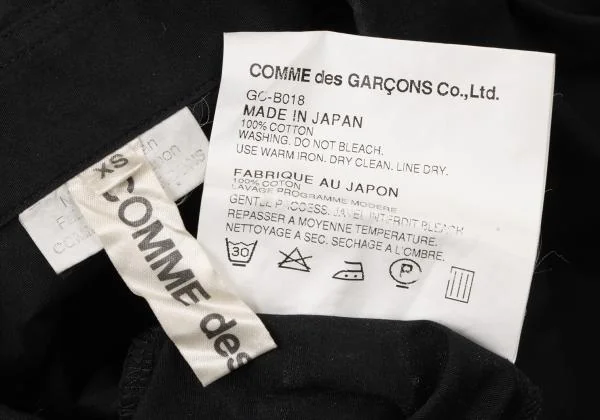 COMME des GARÇONS Co.,Ltd.
GC-B018
MADE IN JAPAN
100% COTTON
WASHING. DO NOT BLEACH.
USE WARM IRON. DRY CLEAN. LINE DRY.
FABRIQUE AU JAPON
100% COTON
LAVAGE PROGRAMME MODERE
GENTLE PROCESS. JAVEL INTERDIT BLEACH
REPASSER A MOYENNE TEMPERATURE.
NETTOYAGE A SEC. SECHAGE A L'OMBRE.
30
P
XS
COMME des